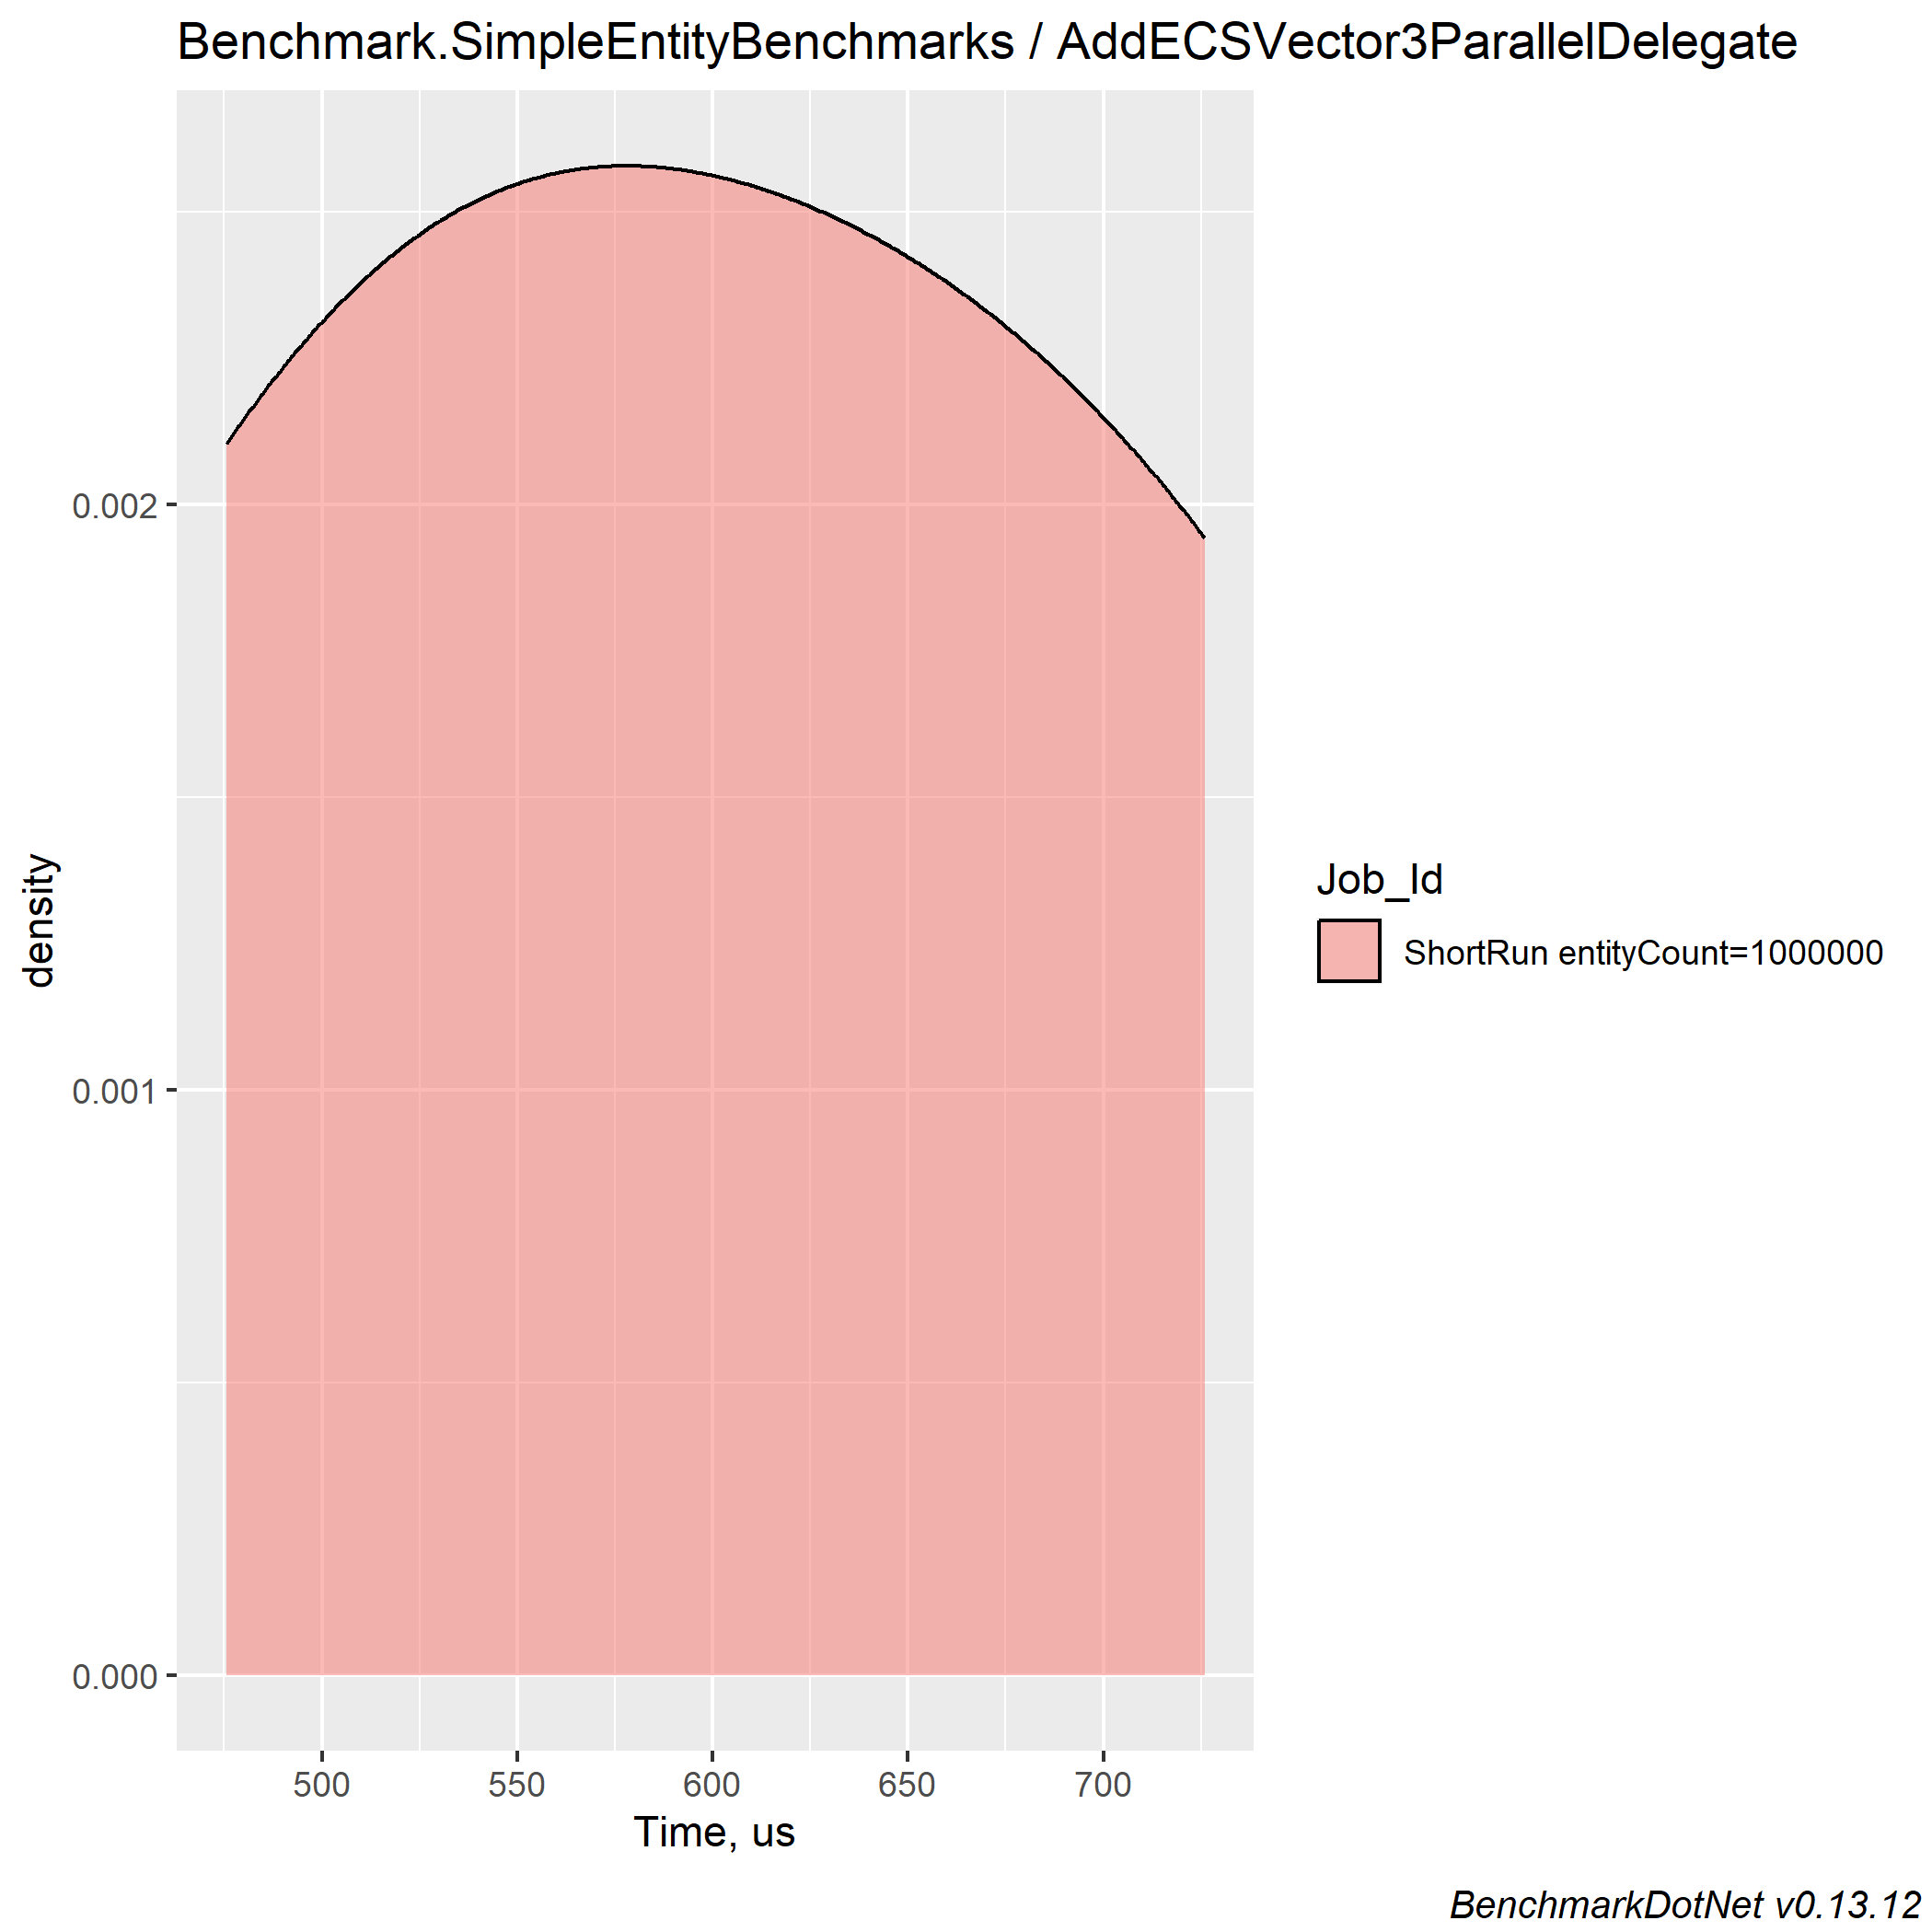 Benchmark.SimpleEntityBenchmarks / AddECSVector3ParallelDelegate
density
0.002
0.001
0.000
500 550 600 650 700
Time, us
Job_Id
ShortRun entityCount=1000000
BenchmarkDotNet v0.13.12